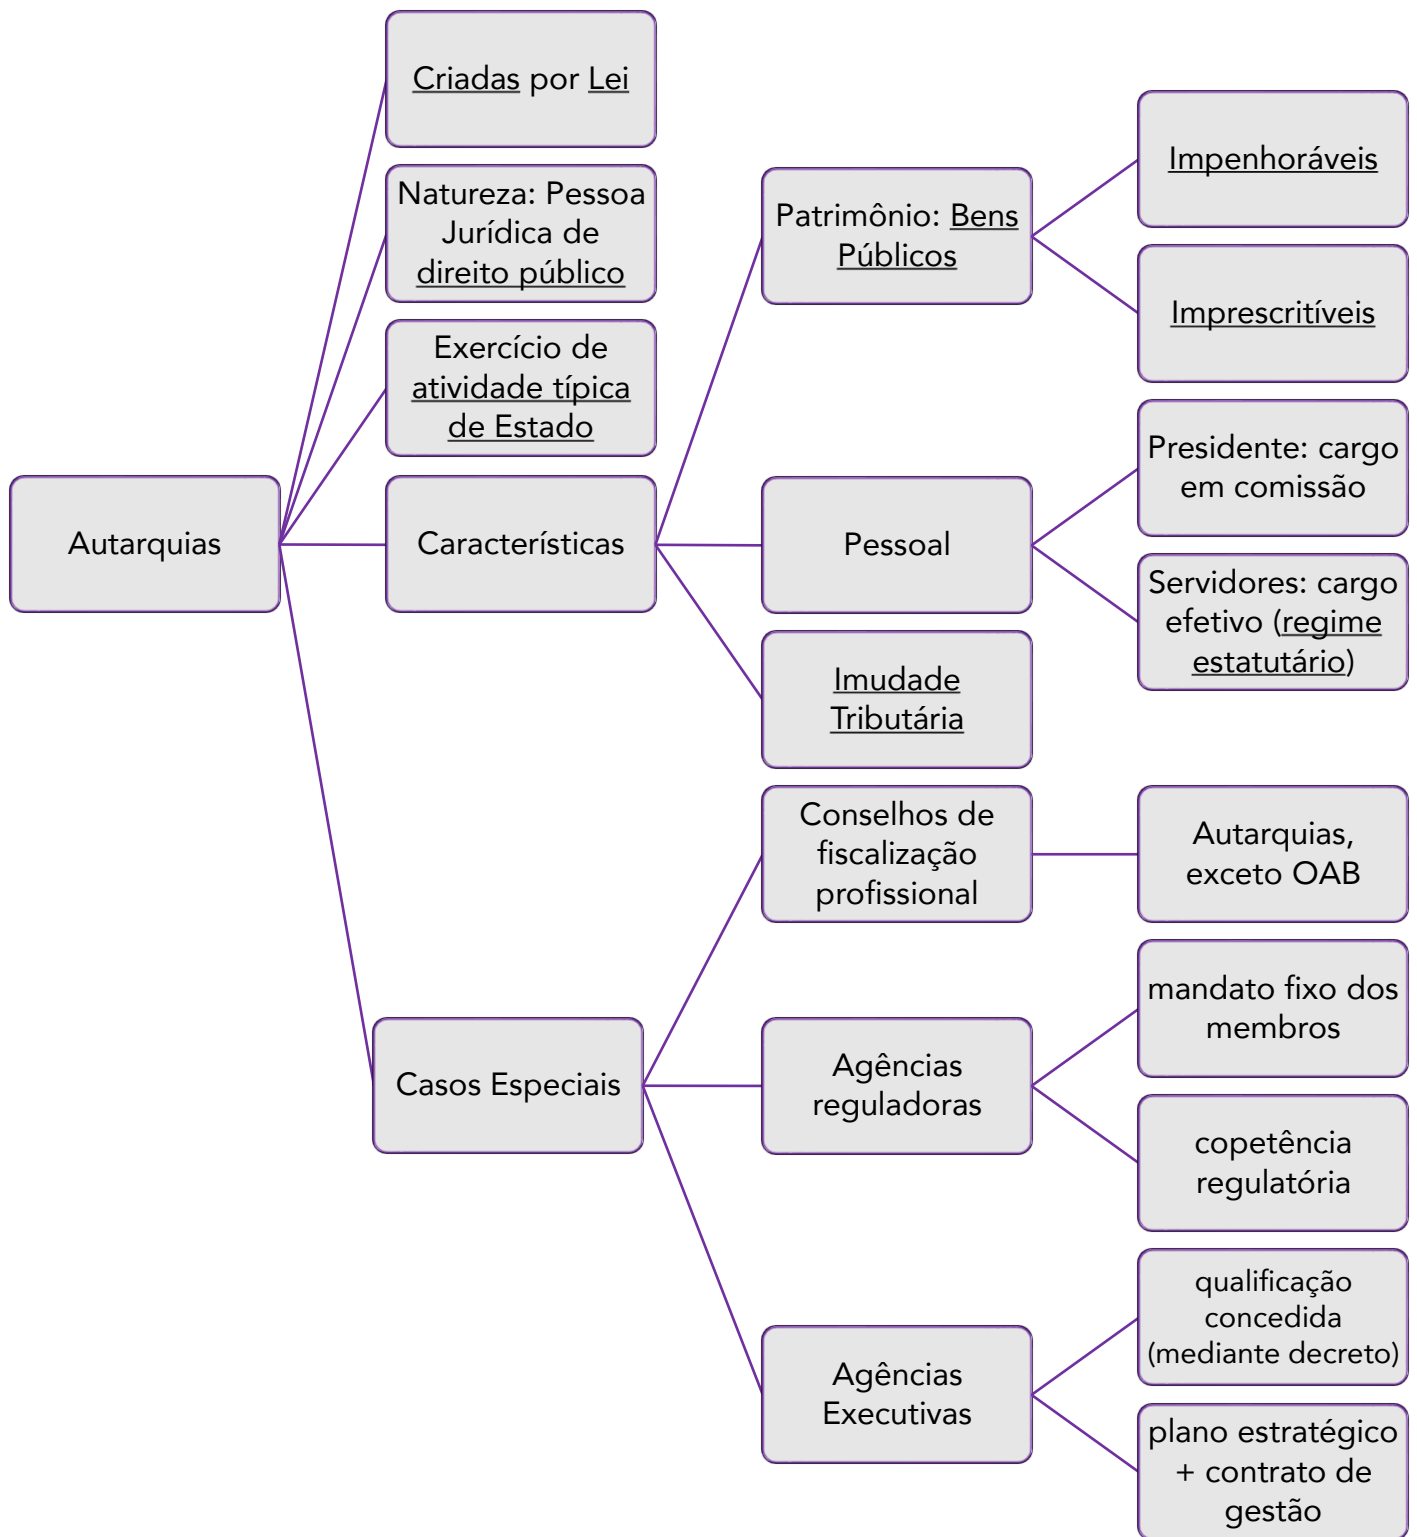 Criadas por Lei
Natureza: Pessoa
Jurídica de
direito público
Exercício de
atividade típica
de Estado
Autarquias
Características
Patrimônio: Bens
Públicos
Impenhoráveis
Imprescritíveis
Pessoal
Presidente: cargo
em comissão
Servidores: cargo
efetivo (regime
estatutário)
Imudade
Tributária
Casos Especiais
Conselhos de
fiscalização
profissional
Autarquias,
exceto OAB
Agências
reguladoras
mandato fixo dos
membros
copetência
regulatória
Agências
Executivas
qualificação
concedida
(mediante decreto)
plano estratégico
+ contrato de
gestão